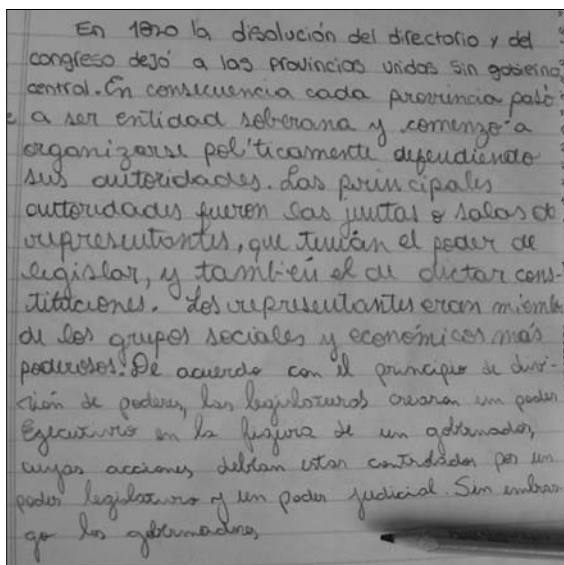 En 1820 la disolución del directorio y del
congreso dejó a las provincias unidas sin gobierno
central. En consecuencia cada provincia pasó
a ser entidad soberana y comenzó a
organizarse políticamente defendiendo
sus autoridades. Las principales
auttoridades fueron las juntas o salas de
representantes, que tenían el poder de
legislar, y también el de dictar cons-
titiciones. Los representantes eran miemb
de los grupos sociales y económicos más
poderosos. De acuerdo con el principio de divi-
sión de poderes, las legislaturas crearon un poder
Egecutivo en la figura de un gobernador,
cuyas acciones debían estar controladas por un
poder legislativo y un poder judicial. Sin embar-
go los gobernadores